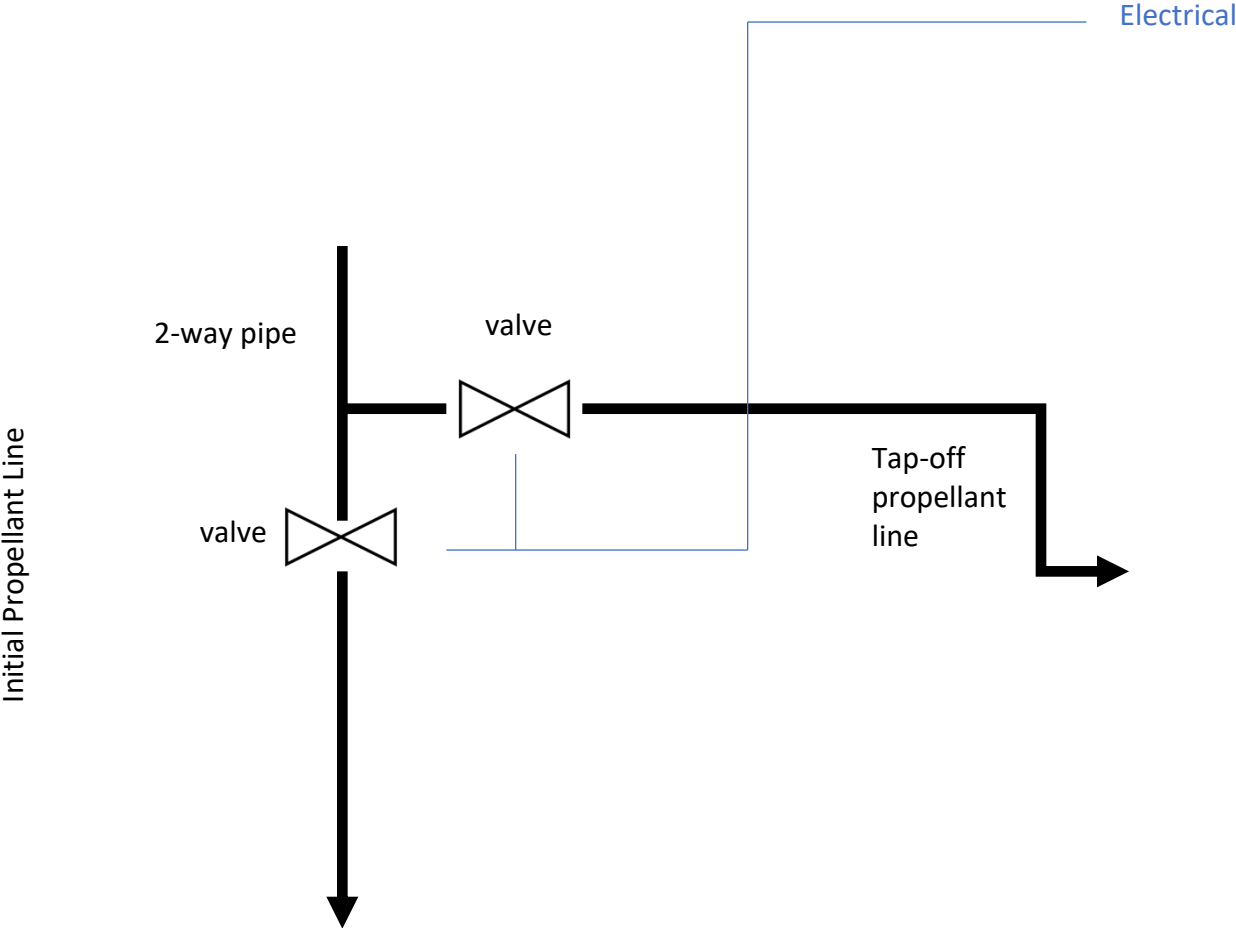 Electrical
2-way pipe
valve
Tap-off
propellant
line
valve
Initial Propellant Line